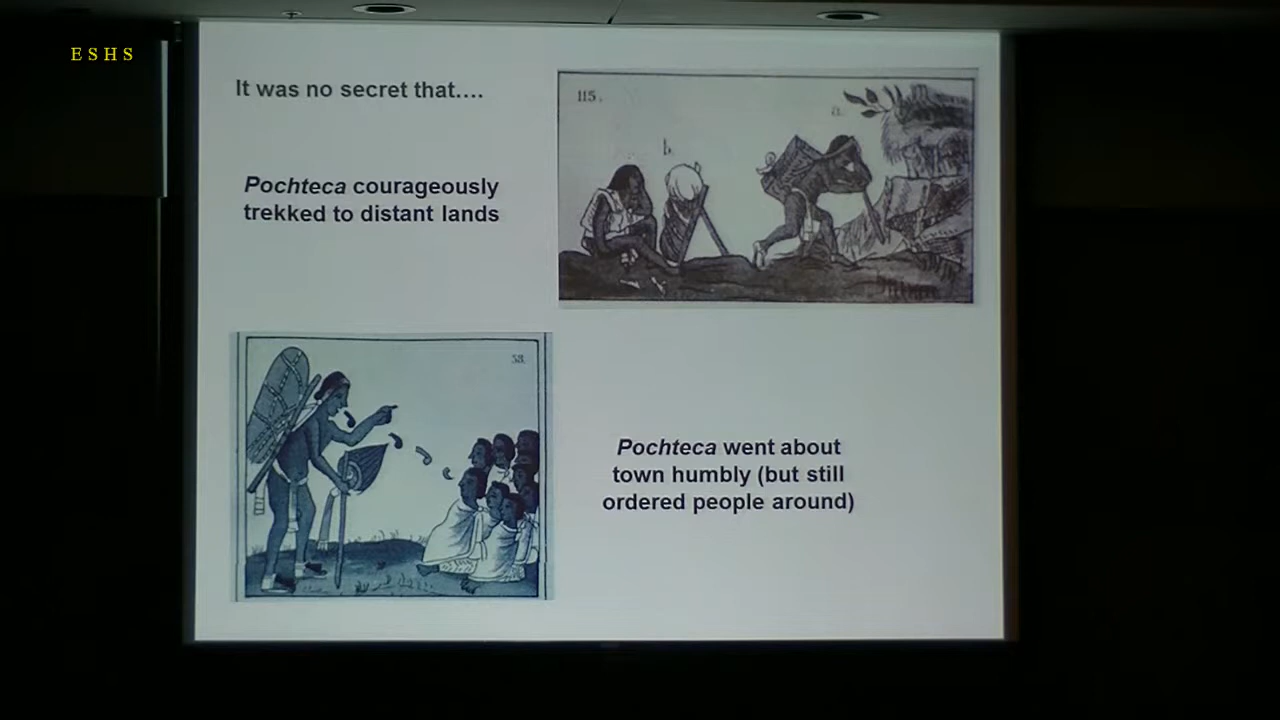 E S H S
It was no secret that....
115.
a.
b.
Pochteca courageously
trekked to distant lands
58.
Pochteca went about
town humbly (but still
ordered people around)